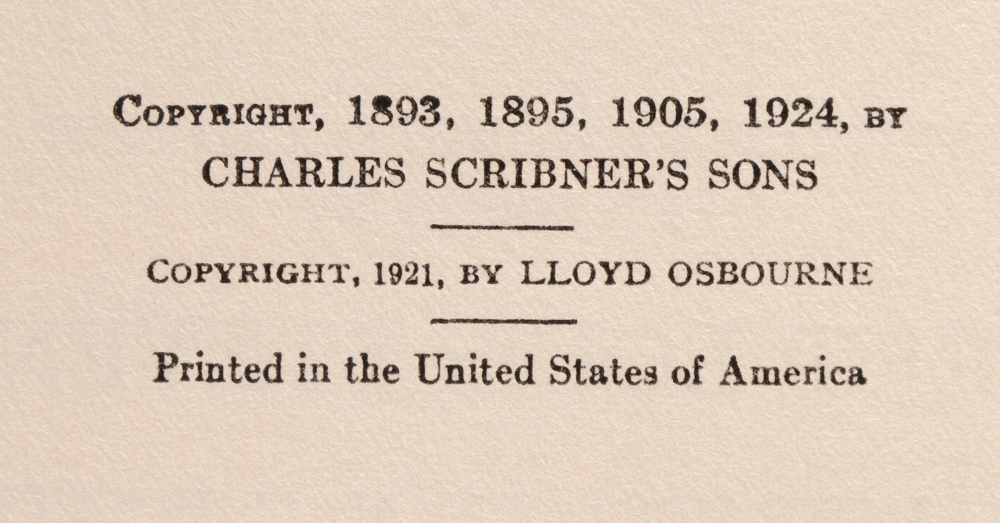 Copyright, 1893, 1895, 1905, 1924, by
CHARLES SCRIBNER'S SONS
Copyright, 1921, by LLOYD OSBOURNE
Printed in the United States of America